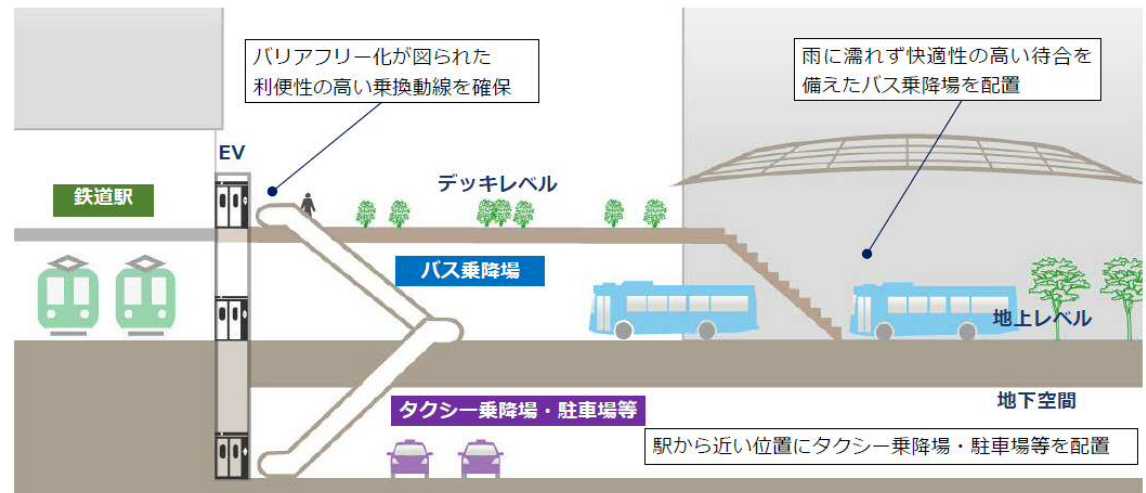 バリアフリー化が図られた
利便性の高い乗換動線を確保
雨に濡れず快適性の高い待合を
備えたバス乗降場を配置
EV
鉄道駅
デッキレベル
バス乗降場
地上レベル
地下空間
タクシー乗降場・駐車場等
駅から近い位置にタクシー乗降場・駐車場等を配置